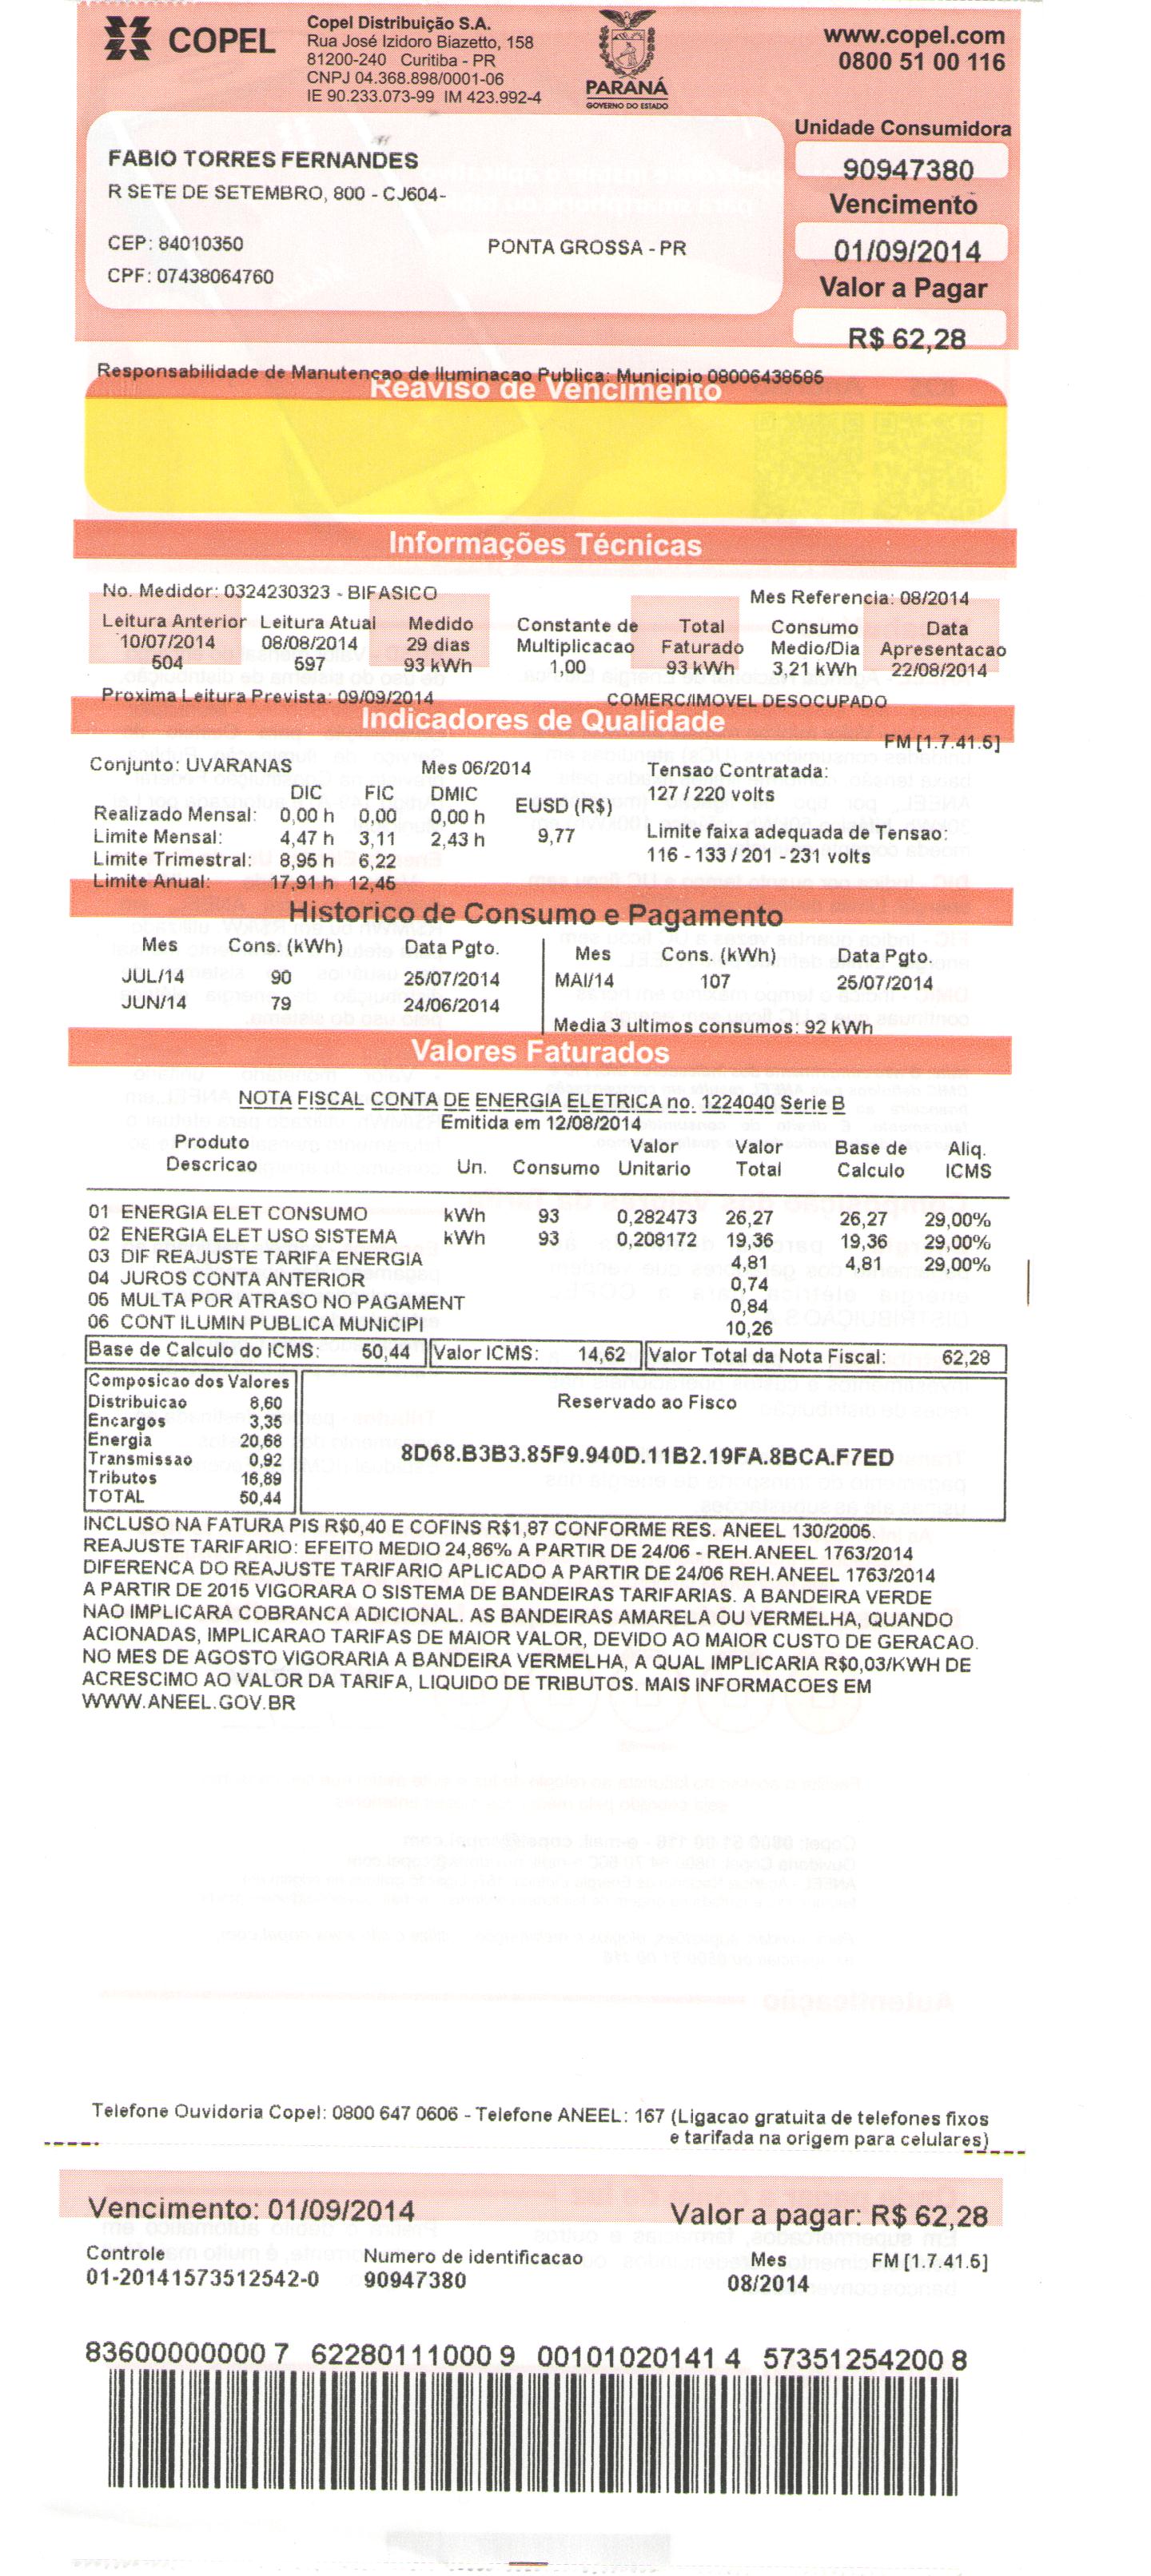 COPEL
Copel Distribuição S.A.
Rua José Izidoro Biazetto, 158
81200-240 Curitiba - PR
CNPJ 04.368.898/0001-06
IE 90.233.073-99 IM 423.992-4
PARANÁ
GOVERNO DO ESTADO
www.copel.com
0800 51 00 116
FABIO TORRES FERNANDES
R SETE DE SETEMBRO, 800 - CJ604-
CEP: 84010350 PONTA GROSSA - PR
CPF: 07438064760
Unidade Consumidora
90947380
Vencimento
01/09/2014
Valor a Pagar
R$ 62,28
Responsabilidade de Manutencao de Iluminacao Publica: Municipio 08006438585
Reaviso de Vencimento
Informações Técnicas
No. Medidor: 0324230323 - BIFASICO Mes Referencia: 08/2014
Leitura Anterior Leitura Atual Medido Constante de Total Consumo Data
10/07/2014 08/08/2014 29 dias Multiplicacao Faturado Medio/Dia Apresentacao
504 597 93 kWh 1,00 93 kWh 3,21 kWh 22/08/2014
Proxima Leitura Prevista: 09/09/2014 COMERC/IMOVEL DESOCUPADO
Indicadores de Qualidade
FM [1.7.41.5]
Conjunto: UVARANAS Mes 06/2014 Tensao Contratada:
DIC FIC DMIC EUSD (R$) 127 / 220 volts
Realizado Mensal: 0,00 h 0,00 0,00 h
Limite Mensal: 4,47 h 3,11 2,43 h 9,77 Limite faixa adequada de Tensao:
Limite Trimestral: 8,95 h 6,22 116 - 133 / 201 - 231 volts
Limite Anual: 17,91 h 12,45
Historico de Consumo e Pagamento
Mes Cons. (kWh) Data Pgto. Mes Cons. (kWh) Data Pgto.
JUL/14 90 25/07/2014 MAI/14 107 25/07/2014
JUN/14 79 24/06/2014
Media 3 ultimos consumos: 92 kWh
Valores Faturados
NOTA FISCAL CONTA DE ENERGIA ELETRICA no. 1224040 Serie B
Emitida em 12/08/2014
Produto Valor Valor Base de Aliq.
Descricao Un. Consumo Unitario Total Calculo ICMS
01 ENERGIA ELET CONSUMO kWh 93 0,282473 26,27 26,27 29,00%
02 ENERGIA ELET USO SISTEMA kWh 93 0,208172 19,36 19,36 29,00%
03 DIF REAJUSTE TARIFA ENERGIA 4,81 4,81 29,00%
04 JUROS CONTA ANTERIOR 0,74
05 MULTA POR ATRASO NO PAGAMENT 0,84
06 CONT ILUMIN PUBLICA MUNICIPI 10,26
Base de Calculo do ICMS: 50,44 Valor ICMS: 14,62 Valor Total da Nota Fiscal: 62,28
Composicao dos Valores
Distribuicao 8,60
Encargos 3,35
Energia 20,68
Transmissao 0,92
Tributos 16,89
TOTAL 50,44
Reservado ao Fisco
8D68.B3B3.85F9.940D.11B2.19FA.8BCA.F7ED
INCLUSO NA FATURA PIS R$0,40 E COFINS R$1,87 CONFORME RES. ANEEL 130/2005.
REAJUSTE TARIFARIO: EFEITO MEDIO 24,86% A PARTIR DE 24/06 - REH.ANEEL 1763/2014
DIFERENCA DO REAJUSTE TARIFARIO APLICADO A PARTIR DE 24/06 REH.ANEEL 1763/2014
A PARTIR DE 2015 VIGORARA O SISTEMA DE BANDEIRAS TARIFARIAS. A BANDEIRA VERDE
NAO IMPLICARA COBRANCA ADICIONAL. AS BANDEIRAS AMARELA OU VERMELHA, QUANDO
ACIONADAS, IMPLICARAO TARIFAS DE MAIOR VALOR, DEVIDO AO MAIOR CUSTO DE GERACAO.
NO MES DE AGOSTO VIGORARIA A BANDEIRA VERMELHA, A QUAL IMPLICARIA R$0,03/KWH DE
ACRESCIMO AO VALOR DA TARIFA, LIQUIDO DE TRIBUTOS. MAIS INFORMACOES EM
WWW.ANEEL.GOV.BR
Telefone Ouvidoria Copel: 0800 647 0606 - Telefone ANEEL: 167 (Ligacao gratuita de telefones fixos
e tarifada na origem para celulares)
Vencimento: 01/09/2014 Valor a pagar: R$ 62,28
Controle Numero de identificacao Mes FM [1.7.41.5]
01-20141573512542-0 90947380 08/2014
83600000000 7 62280111000 9 00101020141 4 57351254200 8